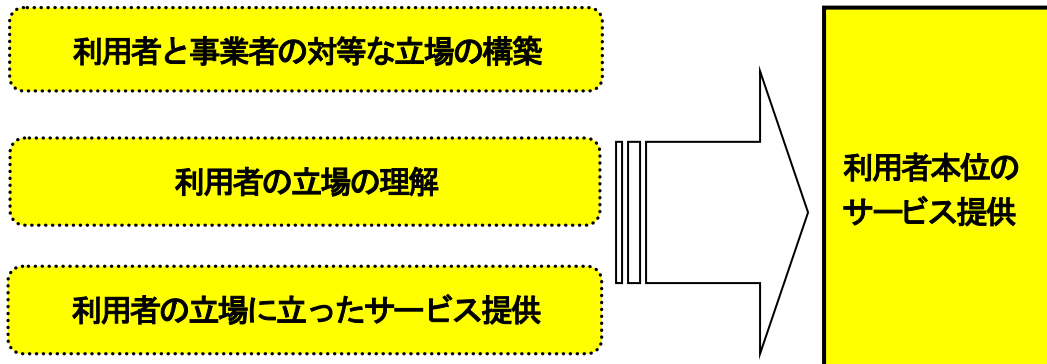 利用者と事業者の対等な立場の構築
利用者の立場の理解
利用者の立場に立ったサービス提供
利用者本位の
サービス提供